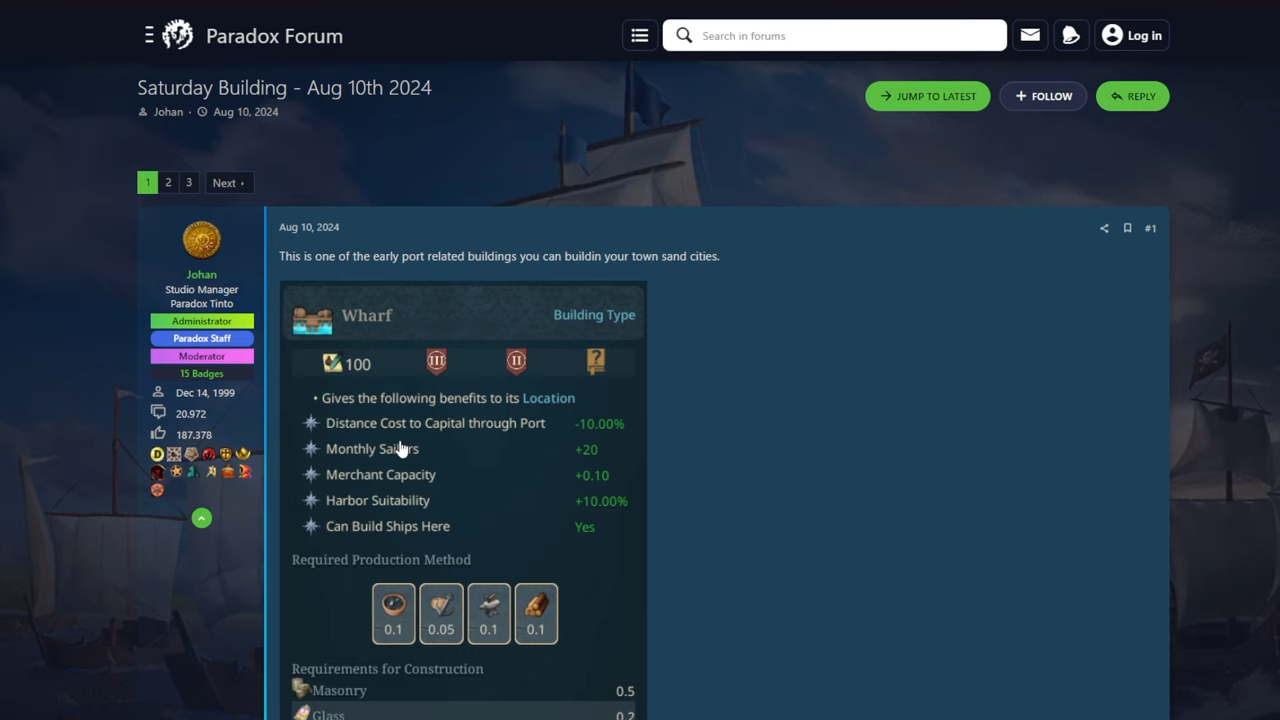 Paradox Forum
Search in forums
Log in
Saturday Building - Aug 10th 2024
Johan · Aug 10, 2024
JUMP TO LATEST
+ FOLLOW
REPLY
1 2 3 Next
Johan
Studio Manager
Paradox Tinto
Administrator
Paradox Staff
Moderator
15 Badges
Dec 14, 1999
20.972
187.378
Aug 10, 2024
#1
This is one of the early port related buildings you can buildin your town sand cities.
Wharf
Building Type
100 III II ?
• Gives the following benefits to its Location
Distance Cost to Capital through Port -10.00%
Monthly Sailors +20
Merchant Capacity +0.10
Harbor Suitability +10.00%
Can Build Ships Here Yes
Required Production Method
0.1 0.05 0.1 0.1
Requirements for Construction
Masonry 0.5
Glass 0.2